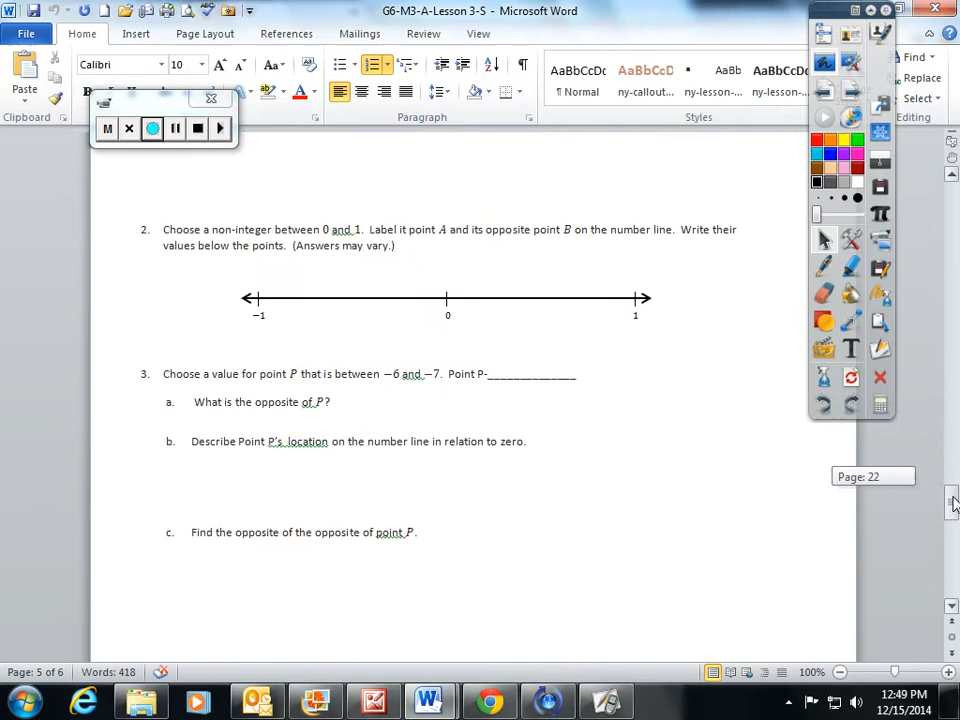 G6-M3-A-Lesson 3-S - Microsoft Word
File Home Insert Page Layout References Mailings Review View
Calibri 10
Paste
Clipboard Paragraph Styles Editing
AaBbCcDc AaBbCcD AaBb AaBbCcDc
¶ Normal ny-callout... ny-lesson-... ny-lesson-...
Find
Replace
Select
M
2. Choose a non-integer between 0 and 1. Label it point A and its opposite point B on the number line. Write their
values below the points. (Answers may vary.)
−1 0 1
3. Choose a value for point P that is between −6 and −7. Point P-______________
a. What is the opposite of P?
b. Describe Point P's location on the number line in relation to zero.
Page: 22
c. Find the opposite of the opposite of point P.
Page: 5 of 6 Words: 418 100%
12:49 PM
12/15/2014